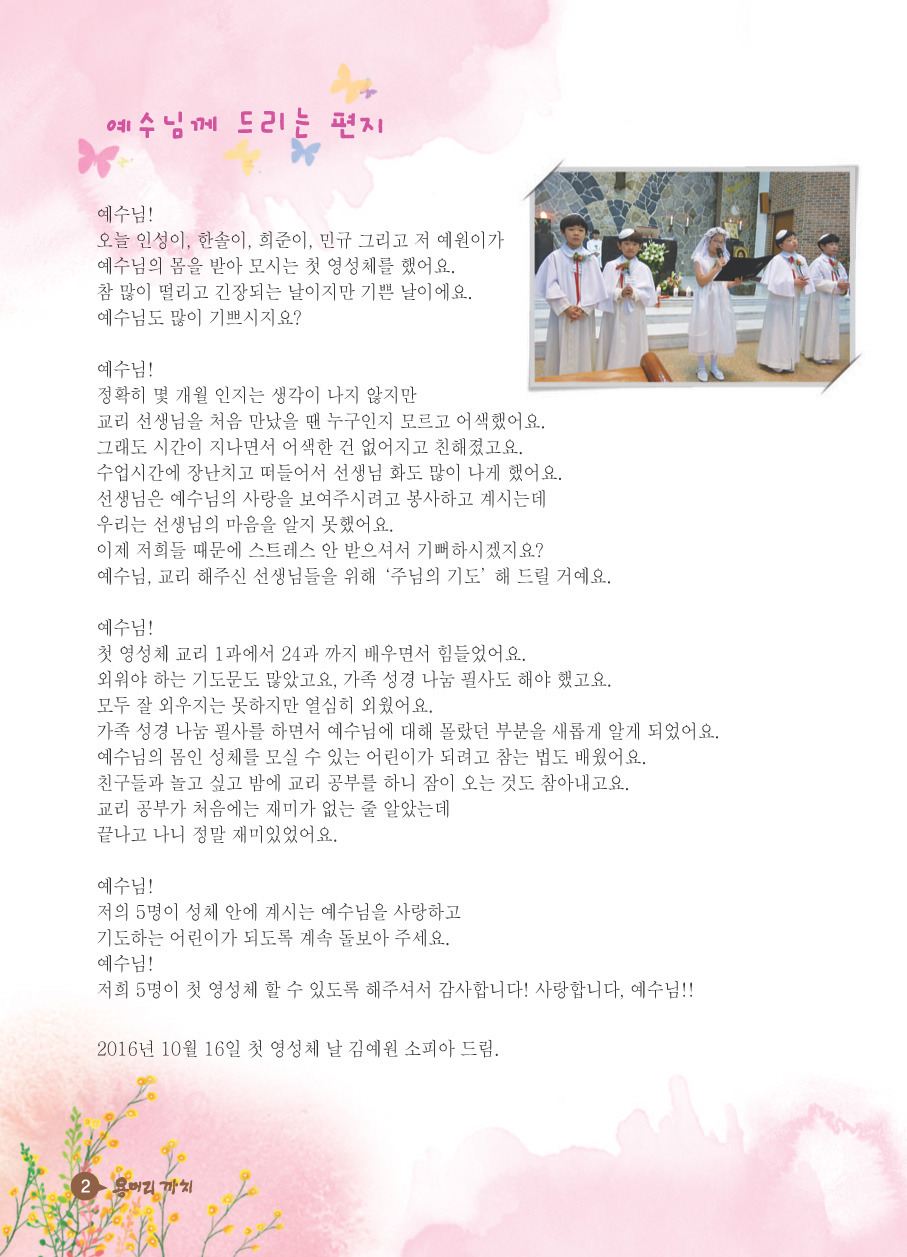 예수님께 드리는 편지
예수님!
오늘 인성이, 한솔이, 희준이, 민규 그리고 저 예원이가
예수님의 몸을 받아 모시는 첫 영성체를 했어요.
참 많이 떨리고 긴장되는 날이지만 기쁜 날이에요.
예수님도 많이 기쁘시지요?
예수님!
정확히 몇 개월 인지는 생각이 나지 않지만
교리 선생님을 처음 만났을 땐 누구인지 모르고 어색했어요.
그래도 시간이 지나면서 어색한 건 없어지고 친해졌고요.
수업시간에 장난치고 떠들어서 선생님 화도 많이 나게 했어요.
선생님은 예수님의 사랑을 보여주시려고 봉사하고 계시는데
우리는 선생님의 마음을 알지 못했어요.
이제 저희들 때문에 스트레스 안 받으셔서 기뻐하시겠지요?
예수님, 교리 해주신 선생님들을 위해 ‘주님의 기도’ 해 드릴 거예요.
예수님!
첫 영성체 교리 1과에서 24과 까지 배우면서 힘들었어요.
외워야 하는 기도문도 많았고요, 가족 성경 나눔 필사도 해야 했고요.
모두 잘 외우지는 못하지만 열심히 외웠어요.
가족 성경 나눔 필사를 하면서 예수님에 대해 몰랐던 부분을 새롭게 알게 되었어요.
예수님의 몸인 성체를 모실 수 있는 어린이가 되려고 참는 법도 배웠어요.
친구들과 놀고 싶고 밤에 교리 공부를 하니 잠이 오는 것도 참아내고요.
교리 공부가 처음에는 재미가 없는 줄 알았는데
끝나고 나니 정말 재미있었어요.
예수님!
저의 5명이 성체 안에 계시는 예수님을 사랑하고
기도하는 어린이가 되도록 계속 돌보아 주세요.
예수님!
저희 5명이 첫 영성체 할 수 있도록 해주셔서 감사합니다! 사랑합니다, 예수님!!
2016년 10월 16일 첫 영성체 날 김예원 소피아 드림.
2 용머리 까치